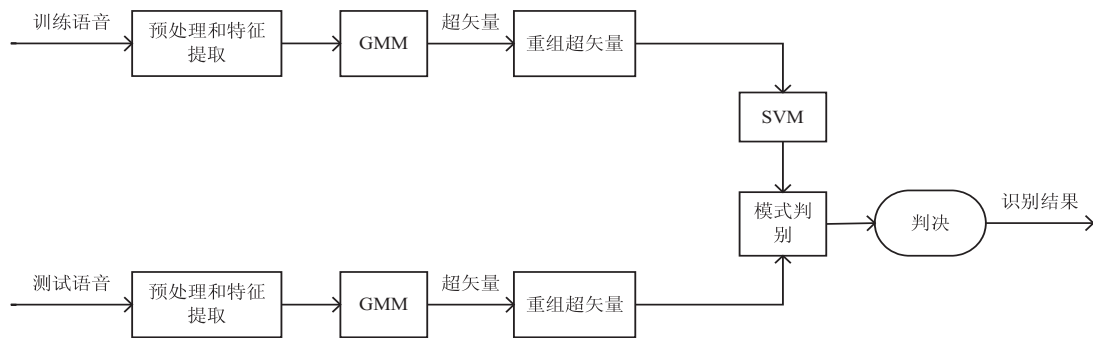 训练语音
预处理和特征
提取
GMM
超矢量
重组超矢量
SVM
模式判
别
判决
识别结果
测试语音
预处理和特征
提取
GMM
超矢量
重组超矢量